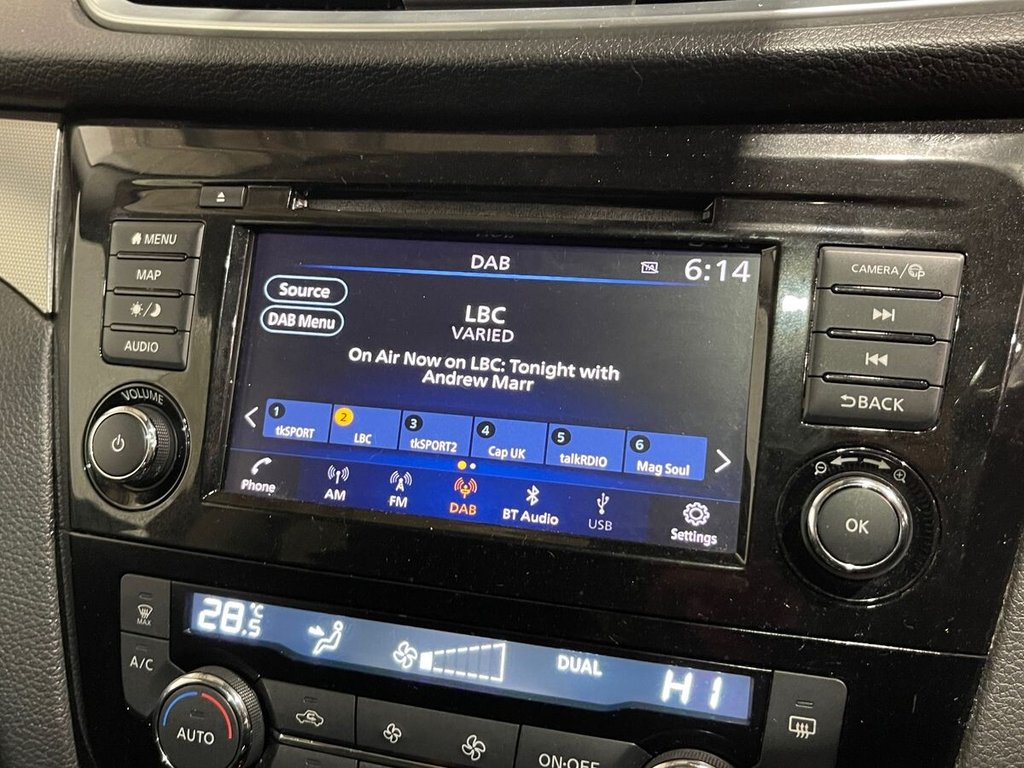 MENU
MAP
AUDIO
VOLUME
DAB
TA
6:14
Source
DAB Menu
LBC
VARIED
On Air Now on LBC: Tonight with
Andrew Marr
1 tkSPORT
2 LBC
3 tkSPORT2
4 Cap UK
5 talkRDIO
6 Mag Soul
Phone
AM
FM
DAB
BT Audio
USB
Settings
CAMERA/
BACK
OK
MAX
A/C
28.5°C
DUAL
HI
AUTO
ON·OFF